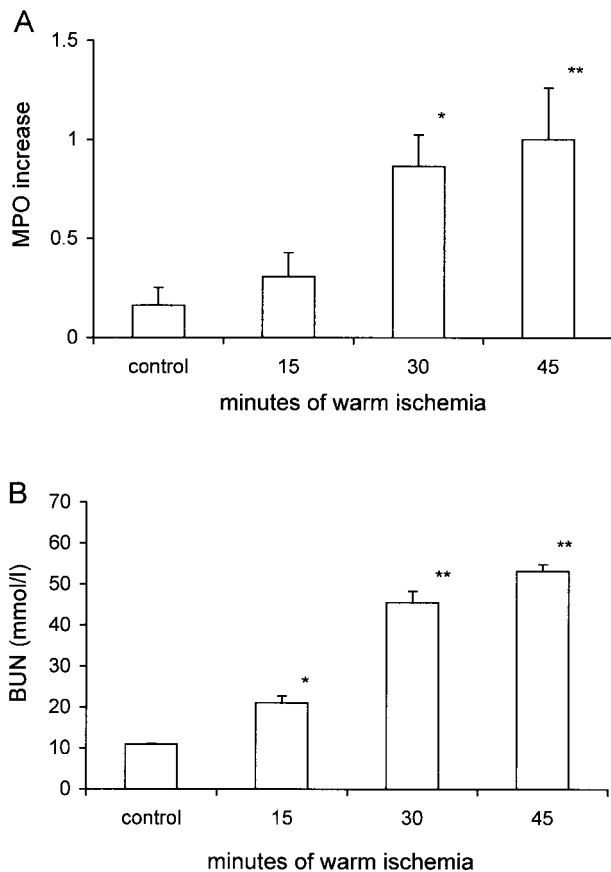 A
MPO increase
1.5
1
0.5
0
*
**
control 15 30 45
minutes of warm ischemia
B
BUN (mmol/l)
70
60
50
40
30
20
10
0
*
**
**
control 15 30 45
minutes of warm ischemia